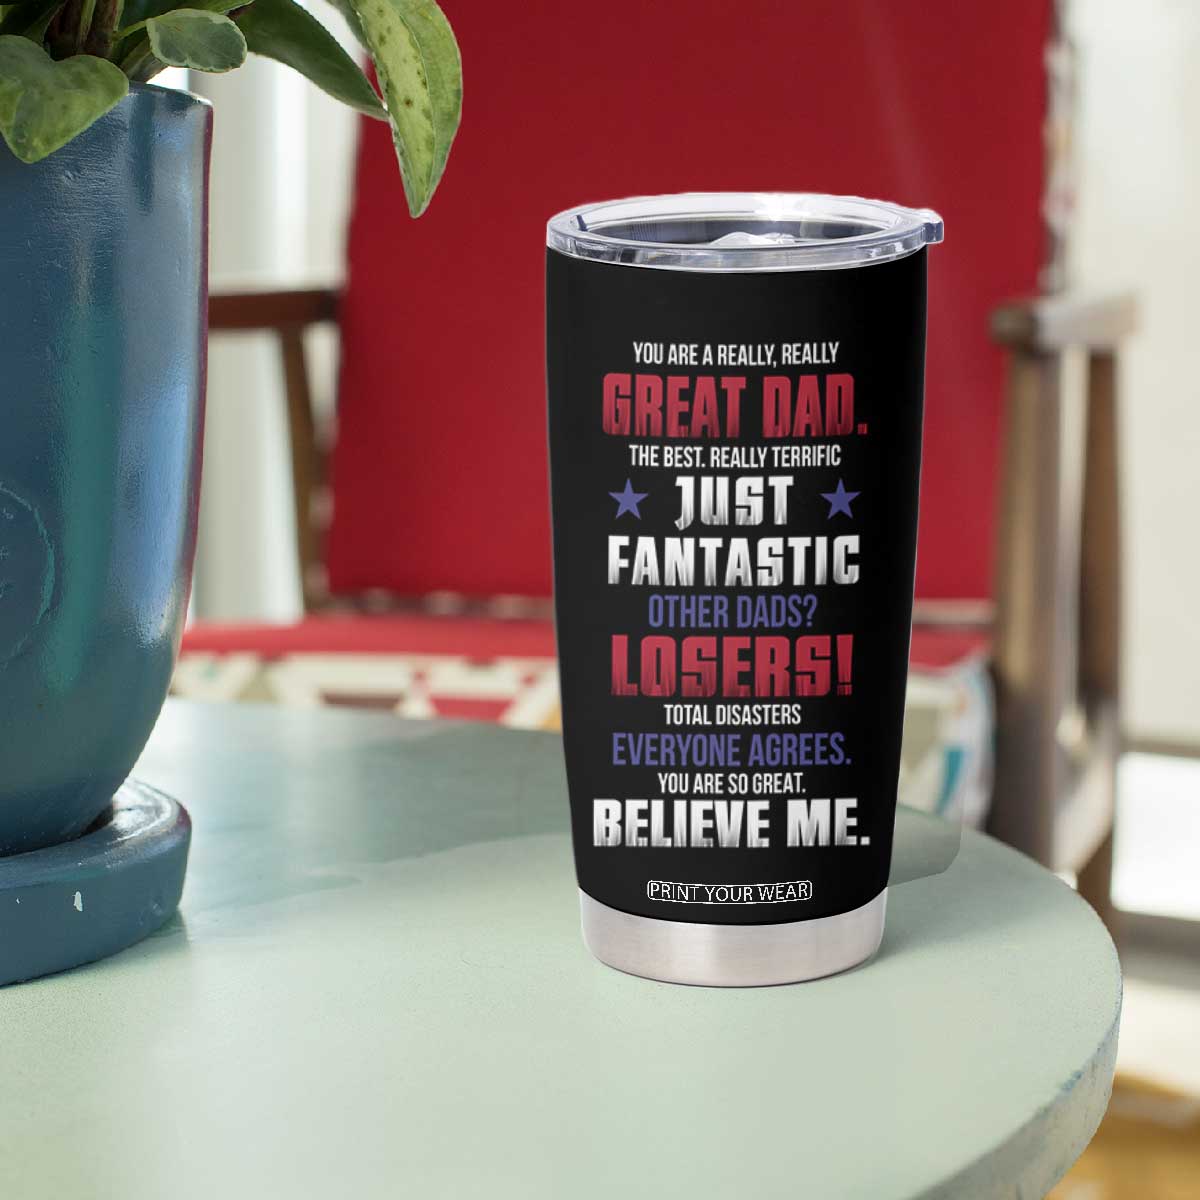 YOU ARE A REALLY, REALLY
GREAT DAD.
THE BEST. REALLY TERRIFIC
JUST
FANTASTIC
OTHER DADS?
LOSERS!
TOTAL DISASTERS
EVERYONE AGREES.
YOU ARE SO GREAT.
BELIEVE ME.
PRINT YOUR WEAR